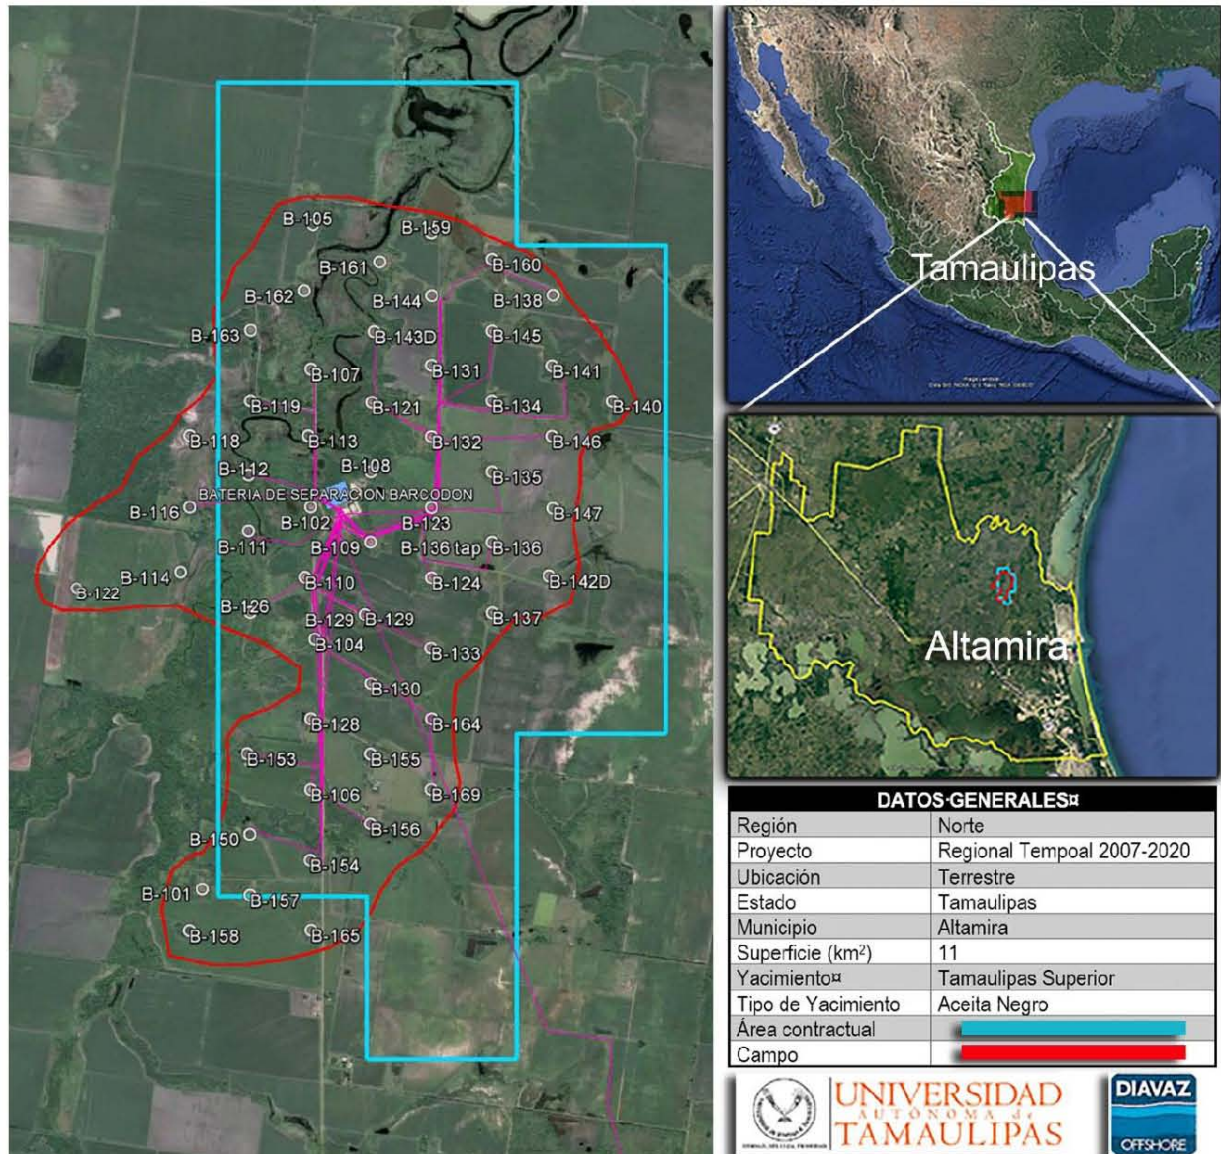 B-105
B-159
B-161
B-160
B-162
B-144
B-138
B-163
B-143D
B-145
B-107
B-131
B-141
B-119
B-121
B-134
B-140
B-118
B-113
B-132
B-146
B-112
B-108
B-135
BATERIA DE SEPARACION BARCODON
B-116
B-102
B-123
B-147
B-111
B-109
B-136 tap
B-136
B-114
B-110
B-124
B-142D
B-122
B-126
B-129
B-129
B-137
B-104
B-133
B-130
B-128
B-164
B-153
B-155
B-106
B-169
B-150
B-156
B-154
B-101
B-157
B-158
B-165
Tamaulipas
Altamira
DATOS·GENERALES¤
Región Norte
Proyecto Regional Tempoal 2007-2020
Ubicación Terrestre
Estado Tamaulipas
Municipio Altamira
Superficie (km²) 11
Yacimiento¤ Tamaulipas Superior
Tipo de Yacimiento Aceita Negro
Área contractual
Campo
UNIVERSIDAD
AUTÓNOMA de
TAMAULIPAS
DIAVAZ
OFFSHORE